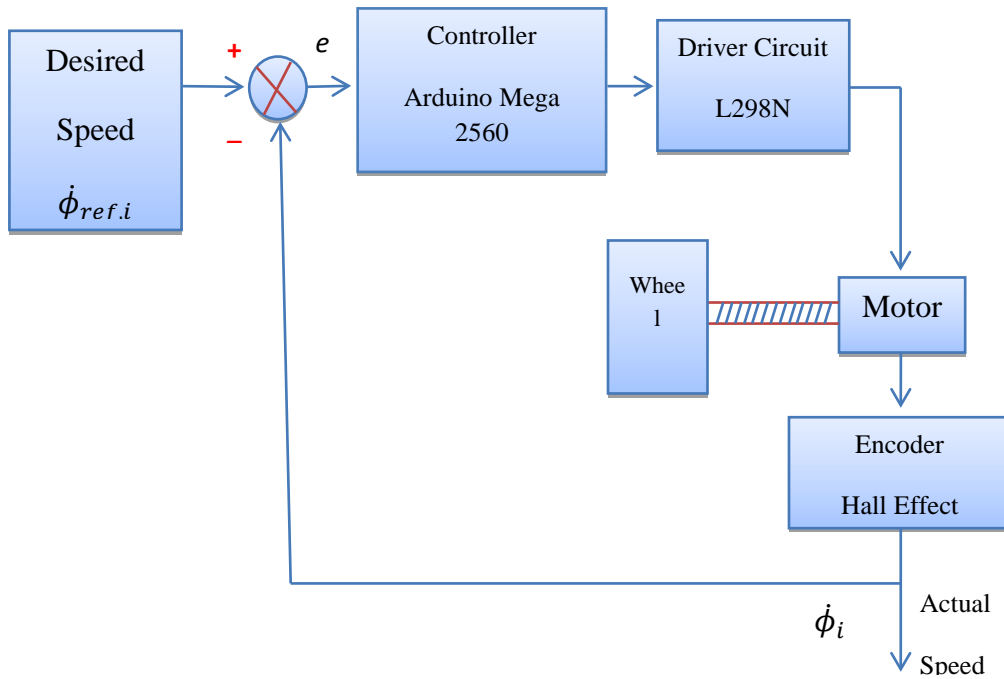 Desired
Speed
ϕ̇ref.i
+
−
e
Controller
Arduino Mega
2560
Driver Circuit
L298N
Whee
l
Motor
Encoder
Hall Effect
ϕ̇i
Actual
Speed